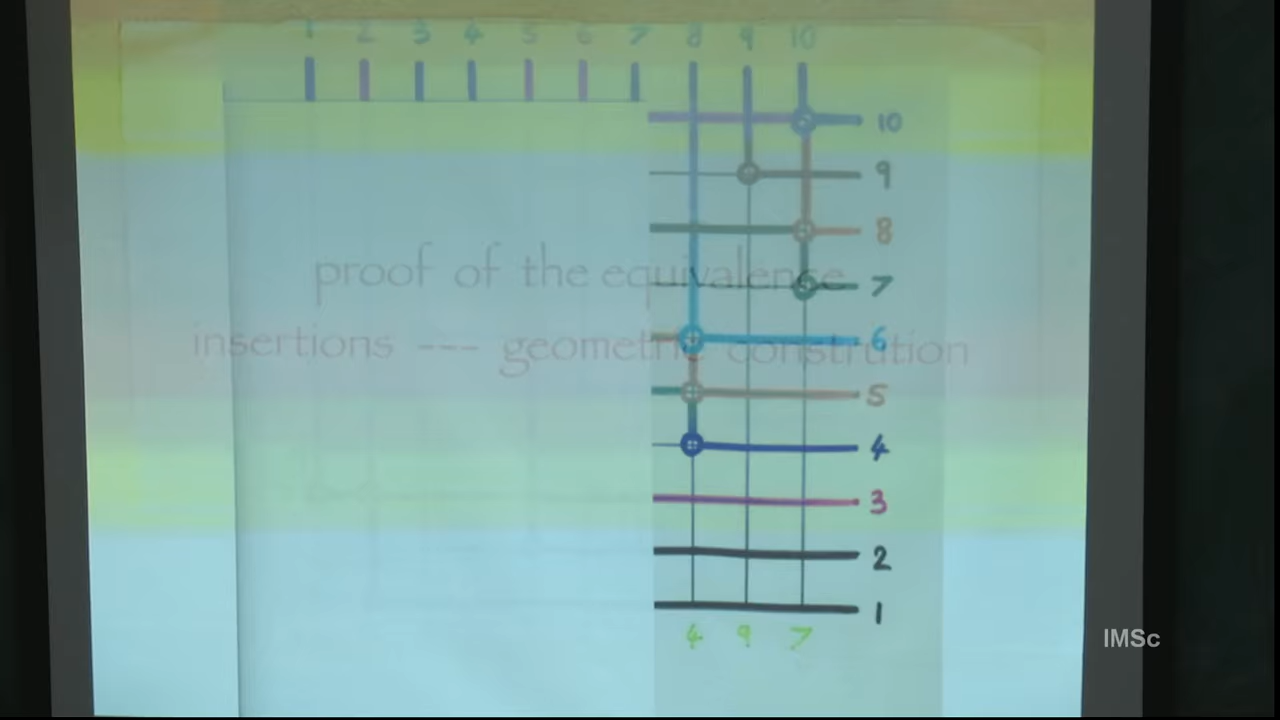 1 2 3 4 5 6 7 8 9 10
10
9
8
7
6
5
4
3
2
1
proof of the equivalence
insertions --- geometric constrution
4 9 7
IMSc